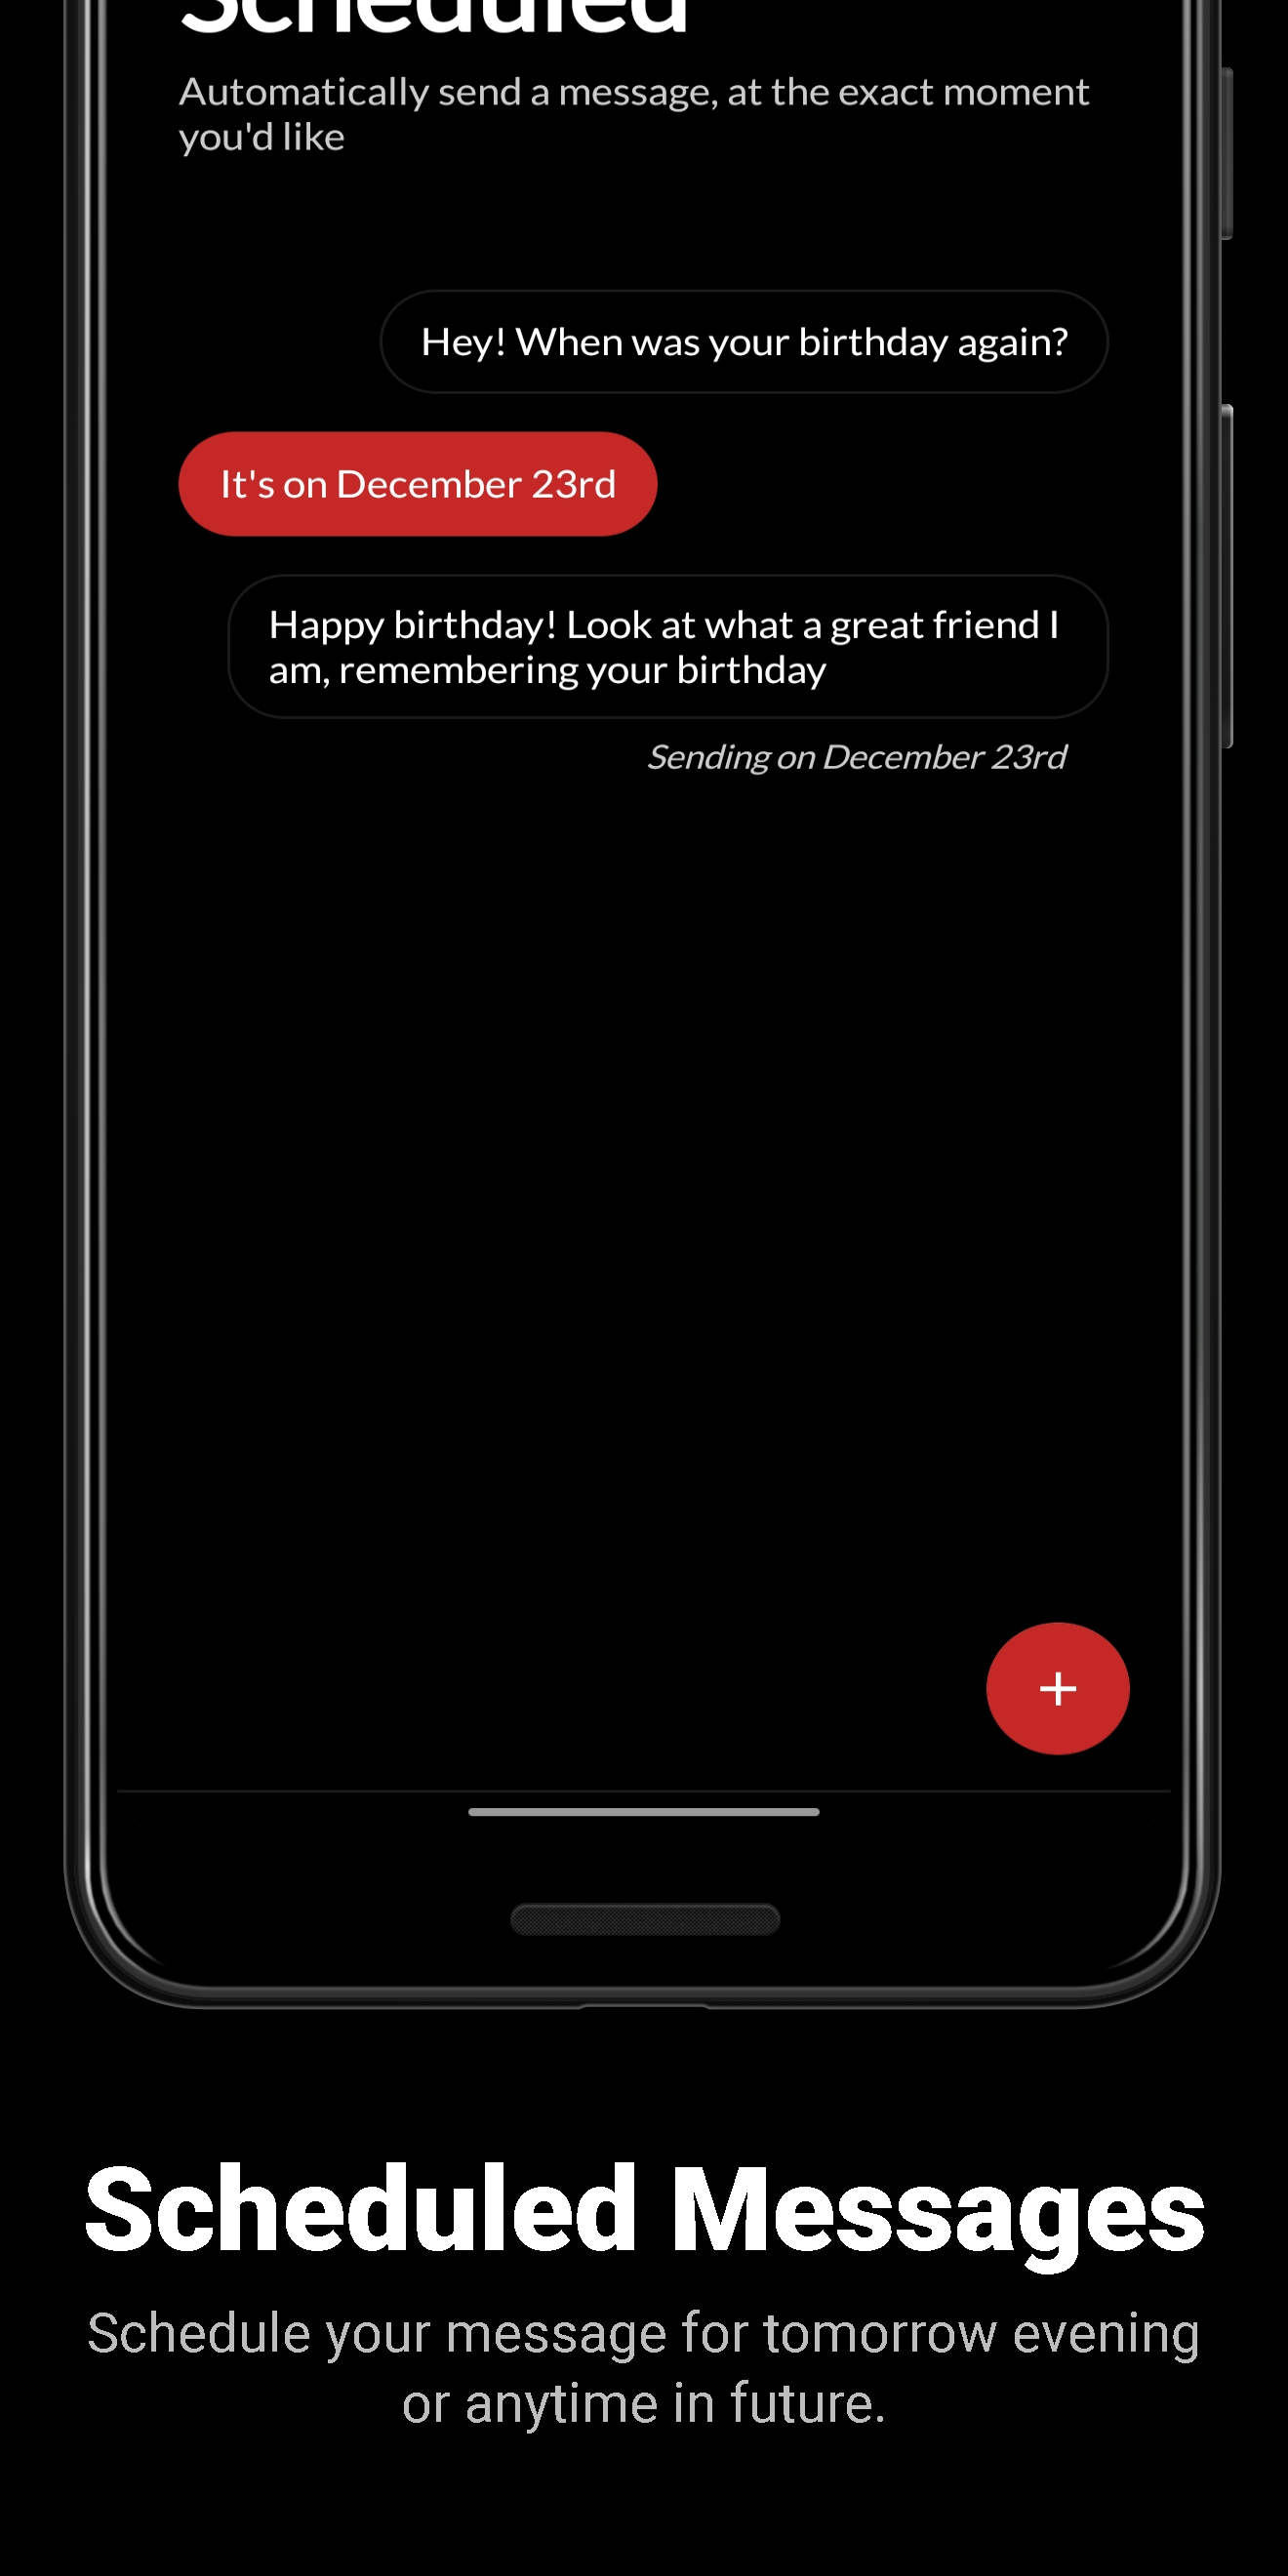 Scheduled
Automatically send a message, at the exact moment
you'd like
Hey! When was your birthday again?
It's on December 23rd
Happy birthday! Look at what a great friend I
am, remembering your birthday
Sending on December 23rd
+
Scheduled Messages
Schedule your message for tomorrow evening
or anytime in future.